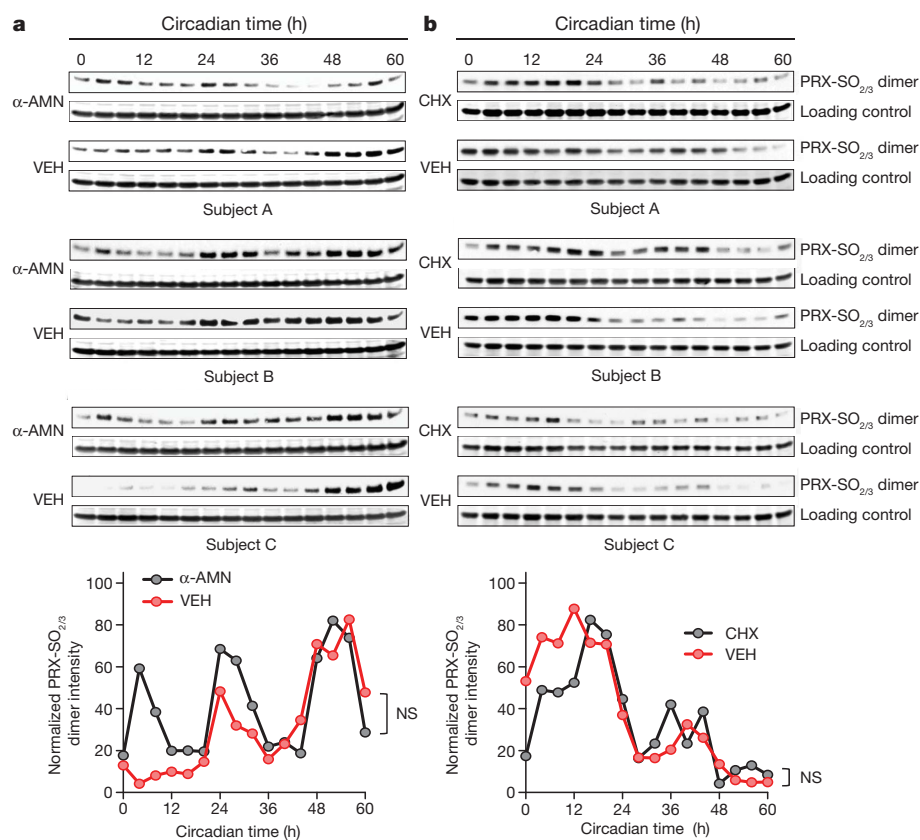 a
Circadian time (h)
0 12 24 36 48 60
α-AMN
VEH
Subject A
α-AMN
VEH
Subject B
α-AMN
VEH
Subject C
α-AMN
VEH
Normalized PRX-SO2/3
dimer intensity
100
80
60
40
20
0
NS
0 12 24 36 48 60
Circadian time (h)
b
Circadian time (h)
0 12 24 36 48 60
CHX
PRX-SO2/3 dimer
Loading control
VEH
PRX-SO2/3 dimer
Loading control
Subject A
CHX
PRX-SO2/3 dimer
Loading control
VEH
PRX-SO2/3 dimer
Loading control
Subject B
CHX
PRX-SO2/3 dimer
Loading control
VEH
PRX-SO2/3 dimer
Loading control
Subject C
CHX
VEH
Normalized PRX-SO2/3
dimer intensity
100
80
60
40
20
0
NS
0 12 24 36 48 60
Circadian time (h)